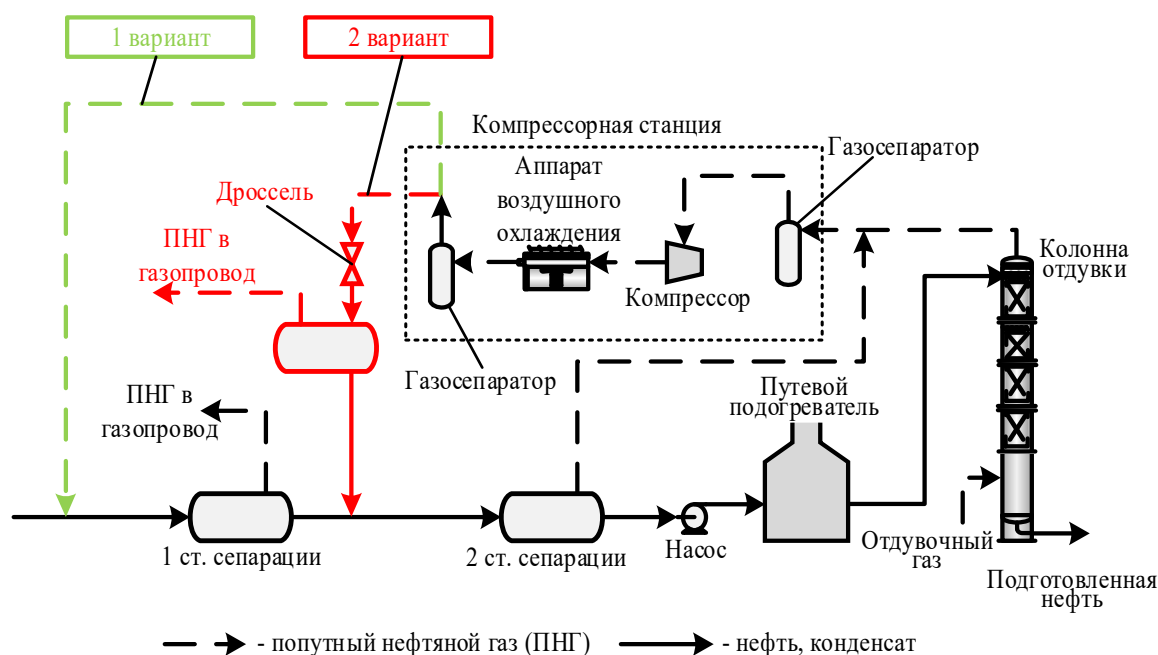 1 вариант
2 вариант
Компрессорная станция
Газосепаратор
Аппарат
воздушного
охлаждения
Дроссель
ПНГ в
газопровод
Колонна
отдувки
Компрессор
Газосепаратор
Путевой
подогреватель
ПНГ в
газопровод
1 ст. сепарации
2 ст. сепарации
Насос
Отдувочный
газ
Подготовленная
нефть
- попутный нефтяной газ (ПНГ)
- нефть, конденсат